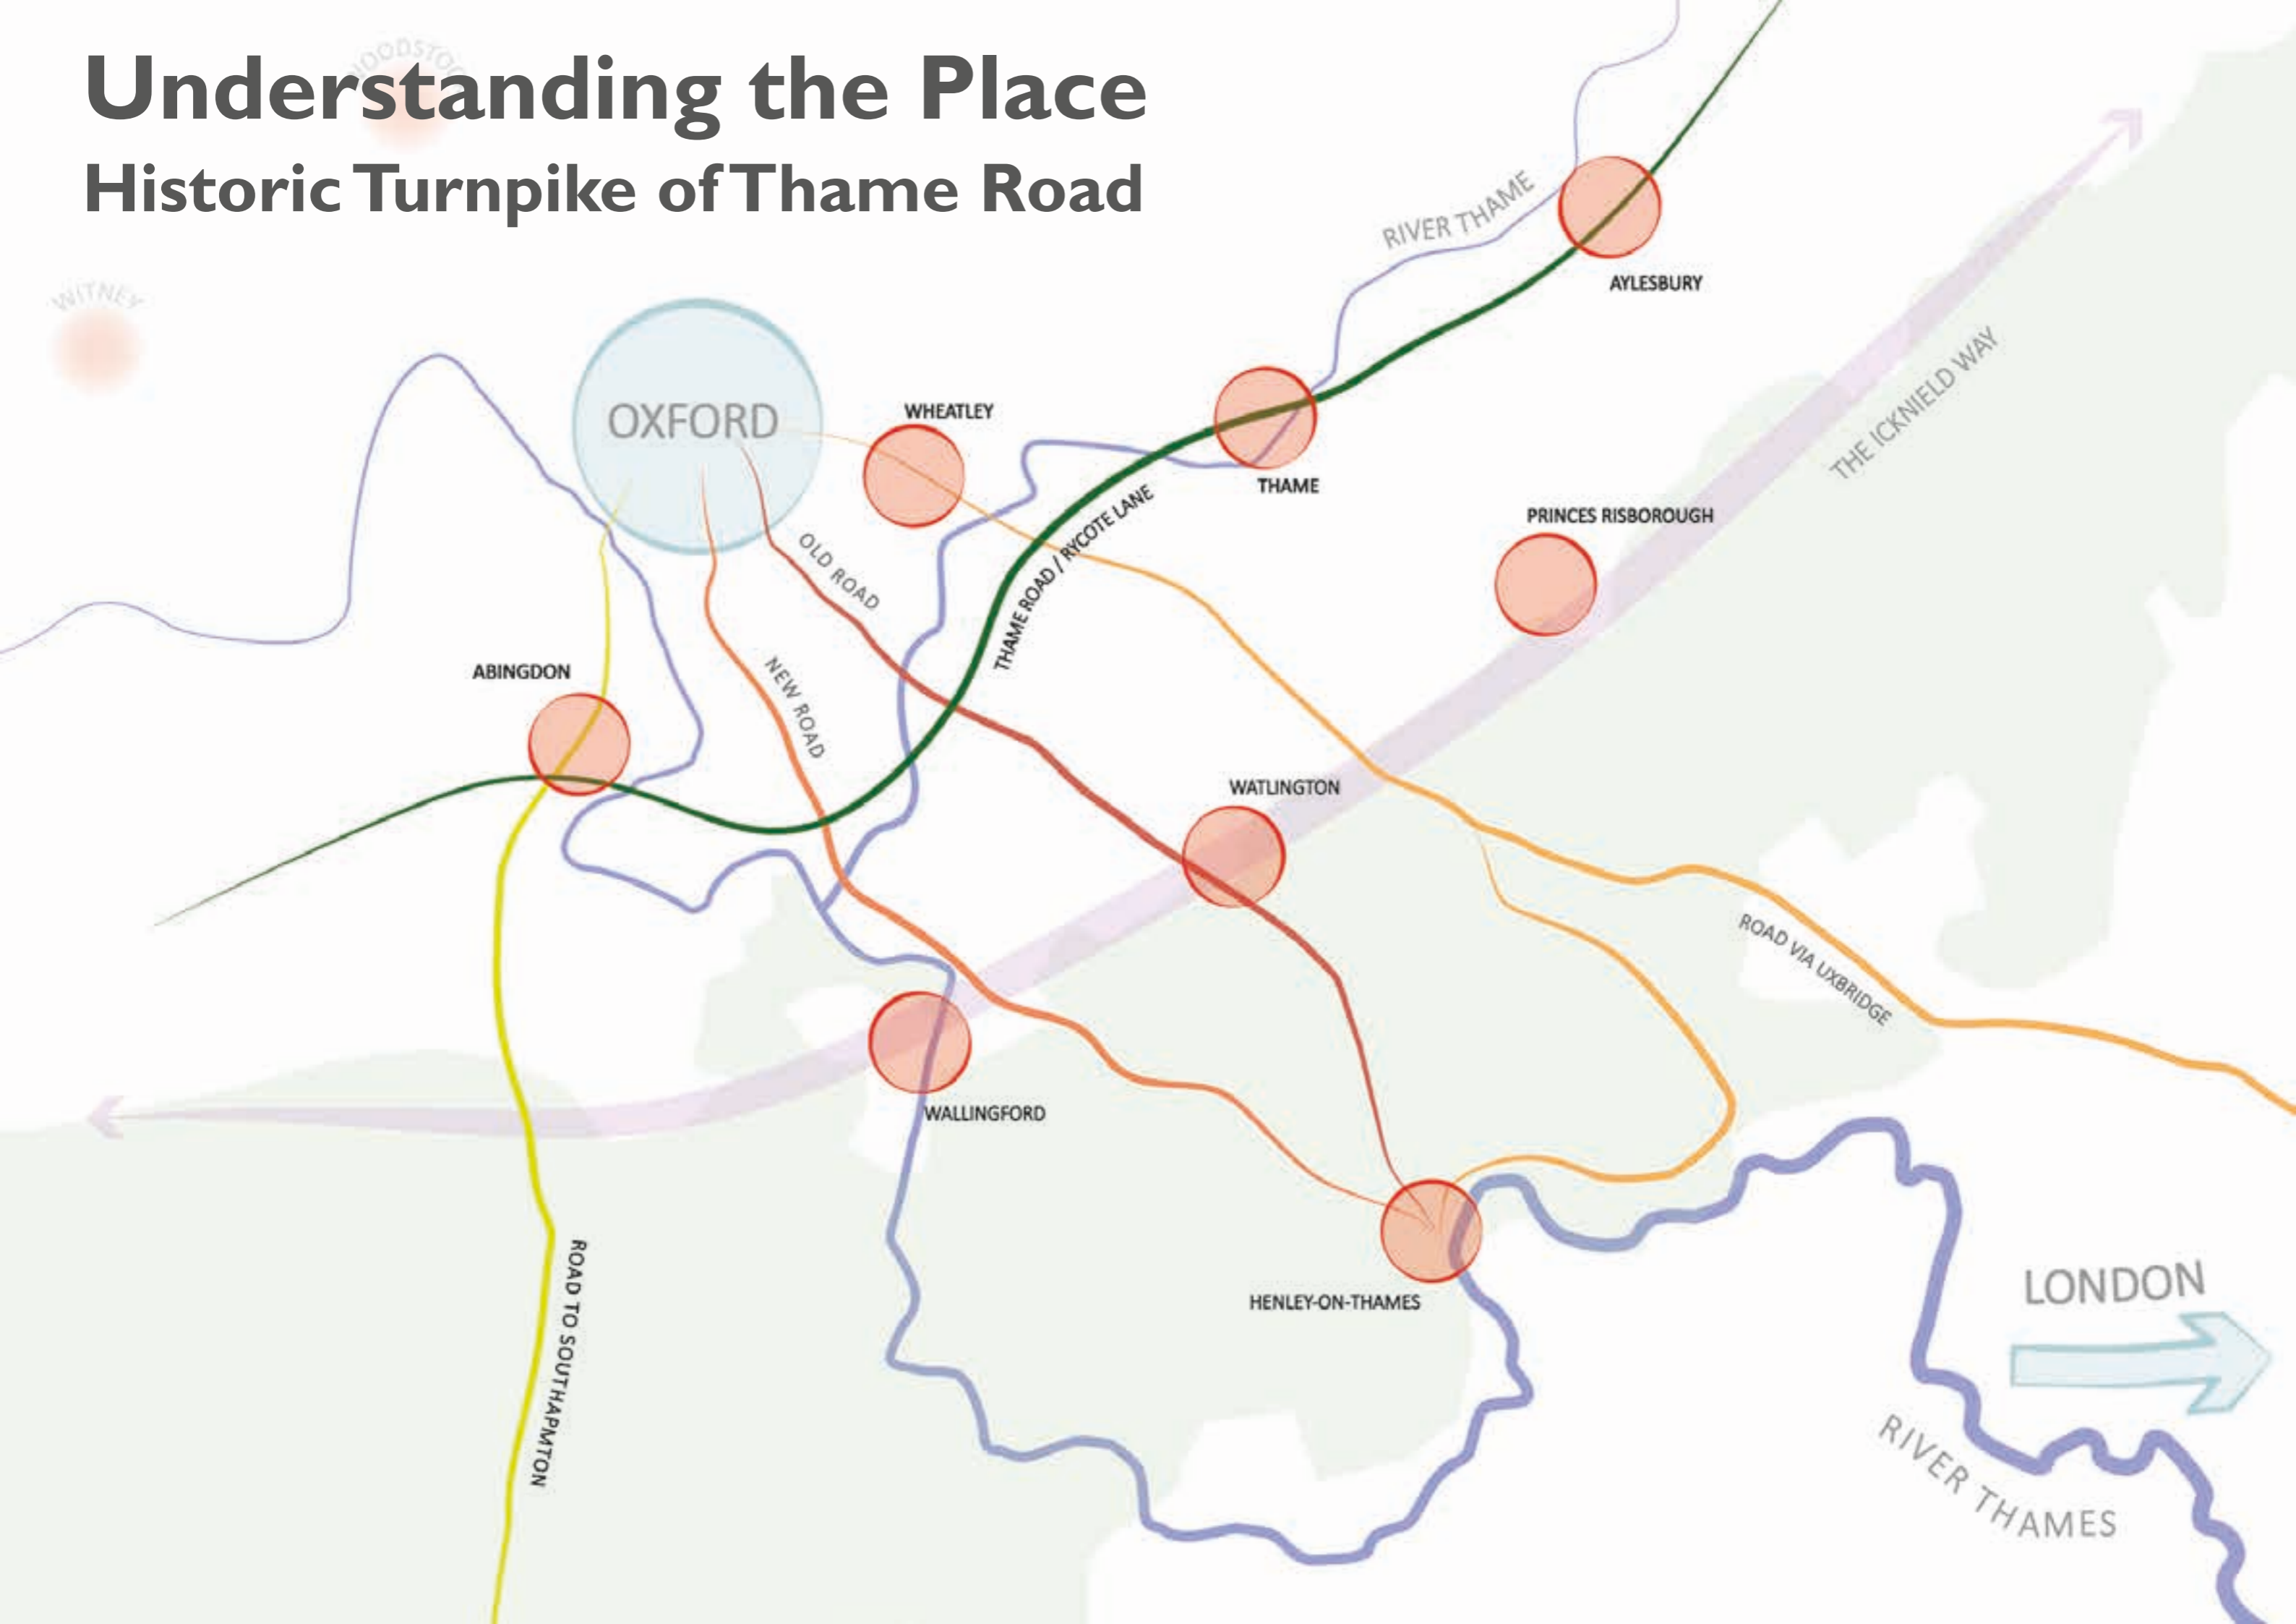 Understanding the Place
Historic Turnpike of Thame Road
WITNEY
RIVER THAME
AYLESBURY
THE ICKNIELD WAY
OXFORD
WHEATLEY
THAME
PRINCES RISBOROUGH
OLD ROAD
THAME ROAD / RYCOTE LANE
NEW ROAD
ABINGDON
WATLINGTON
ROAD VIA UXBRIDGE
WALLINGFORD
ROAD TO SOUTHAPMTON
HENLEY-ON-THAMES
LONDON
RIVER THAMES